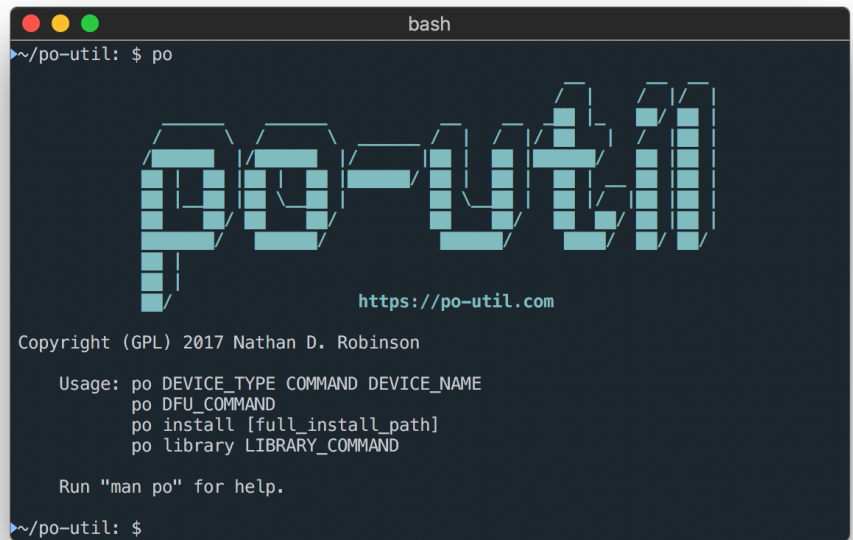 bash
~/po-util: $ po
po-util
https://po-util.com
Copyright (GPL) 2017 Nathan D. Robinson
Usage: po DEVICE_TYPE COMMAND DEVICE_NAME
po DFU_COMMAND
po install [full_install_path]
po library LIBRARY_COMMAND
Run "man po" for help.
~/po-util: $